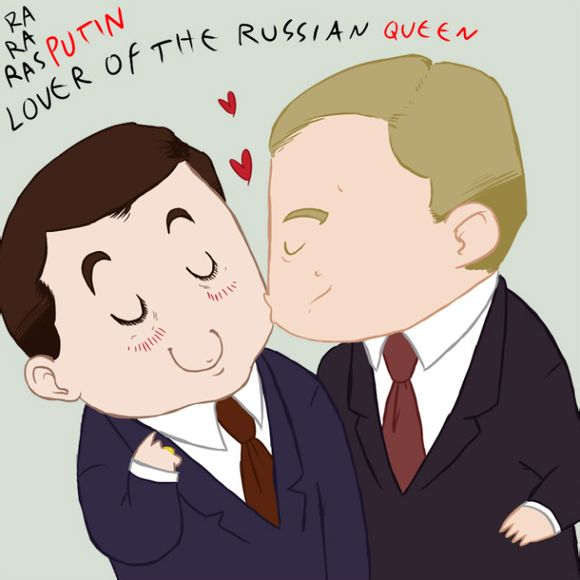 RA
RA
RASPUTIN
LOVER OF THE RUSSIAN QUEEN